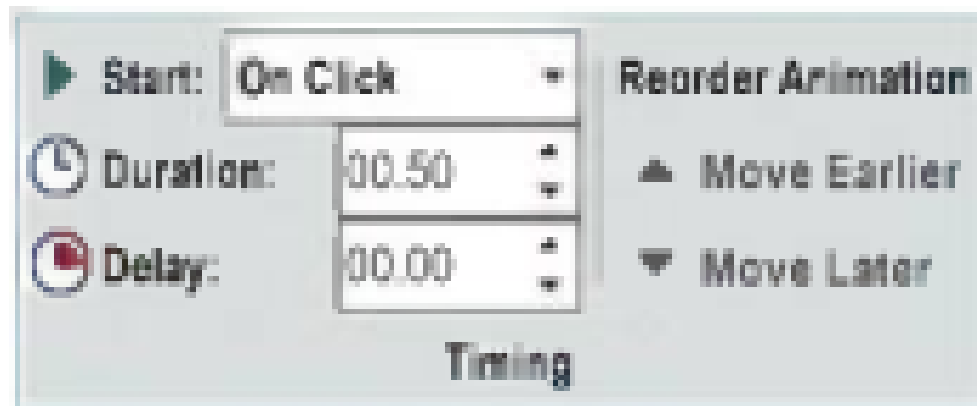 Start: On Click Reorder Animation
Duration: 00.50 Move Earlier
Delay: 00.00 Move Later
Timing